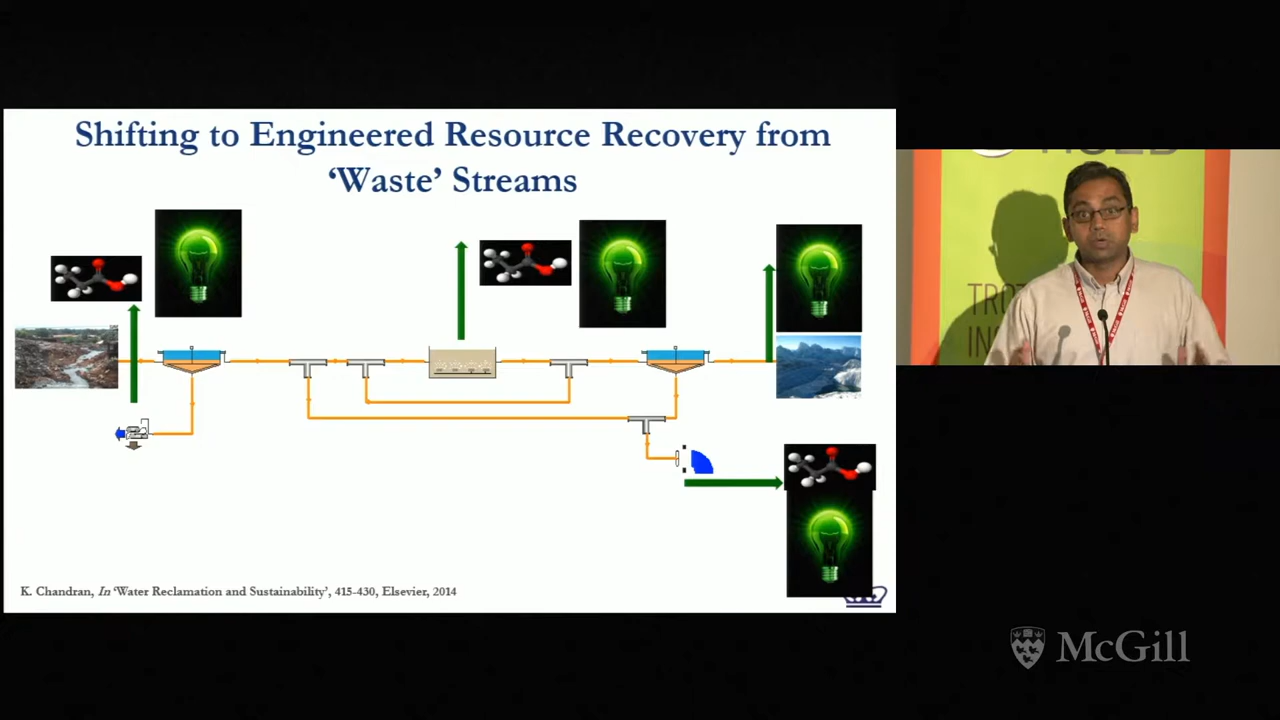 Shifting to Engineered Resource Recovery from
‘Waste’ Streams
K. Chandran, In ‘Water Reclamation and Sustainability’, 415-430, Elsevier, 2014
McGill